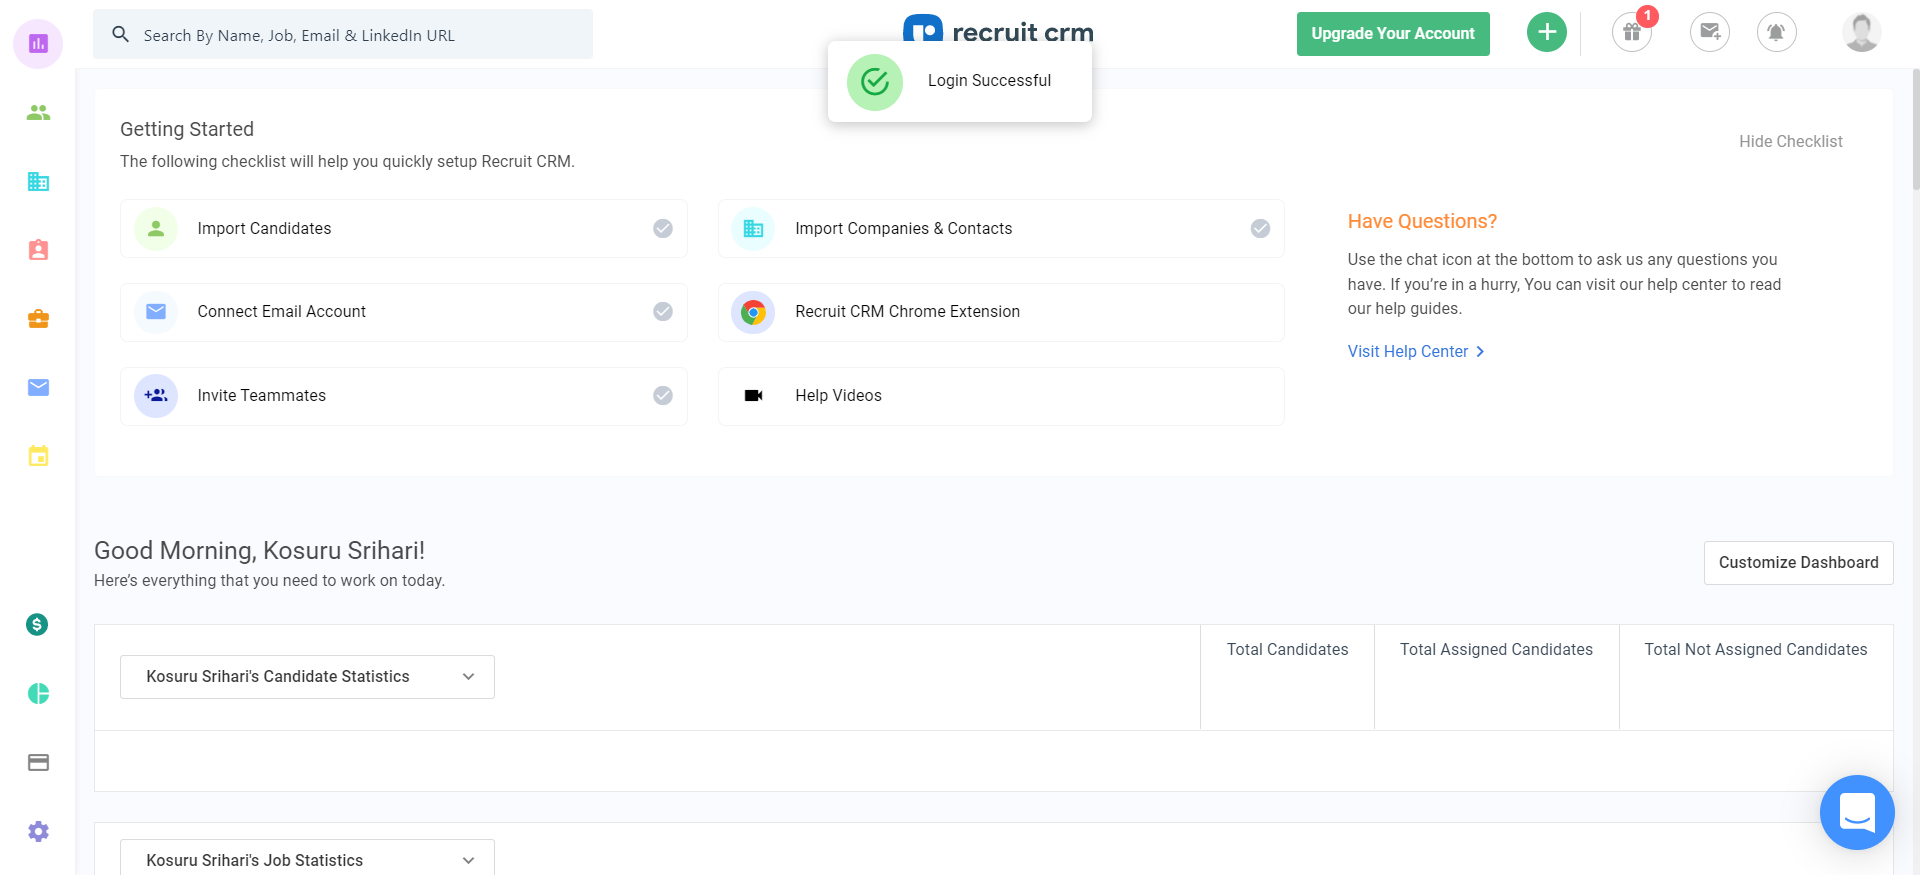 Search By Name, Job, Email & LinkedIn URL
recruit crm
Upgrade Your Account
1
Login Successful
Getting Started
The following checklist will help you quickly setup Recruit CRM.
Hide Checklist
Import Candidates
Import Companies & Contacts
Connect Email Account
Recruit CRM Chrome Extension
Invite Teammates
Help Videos
Have Questions?
Use the chat icon at the bottom to ask us any questions you
have. If you’re in a hurry, You can visit our help center to read
our help guides.
Visit Help Center
Good Morning, Kosuru Srihari!
Here’s everything that you need to work on today.
Customize Dashboard
Kosuru Srihari's Candidate Statistics
Total Candidates
Total Assigned Candidates
Total Not Assigned Candidates
Kosuru Srihari's Job Statistics